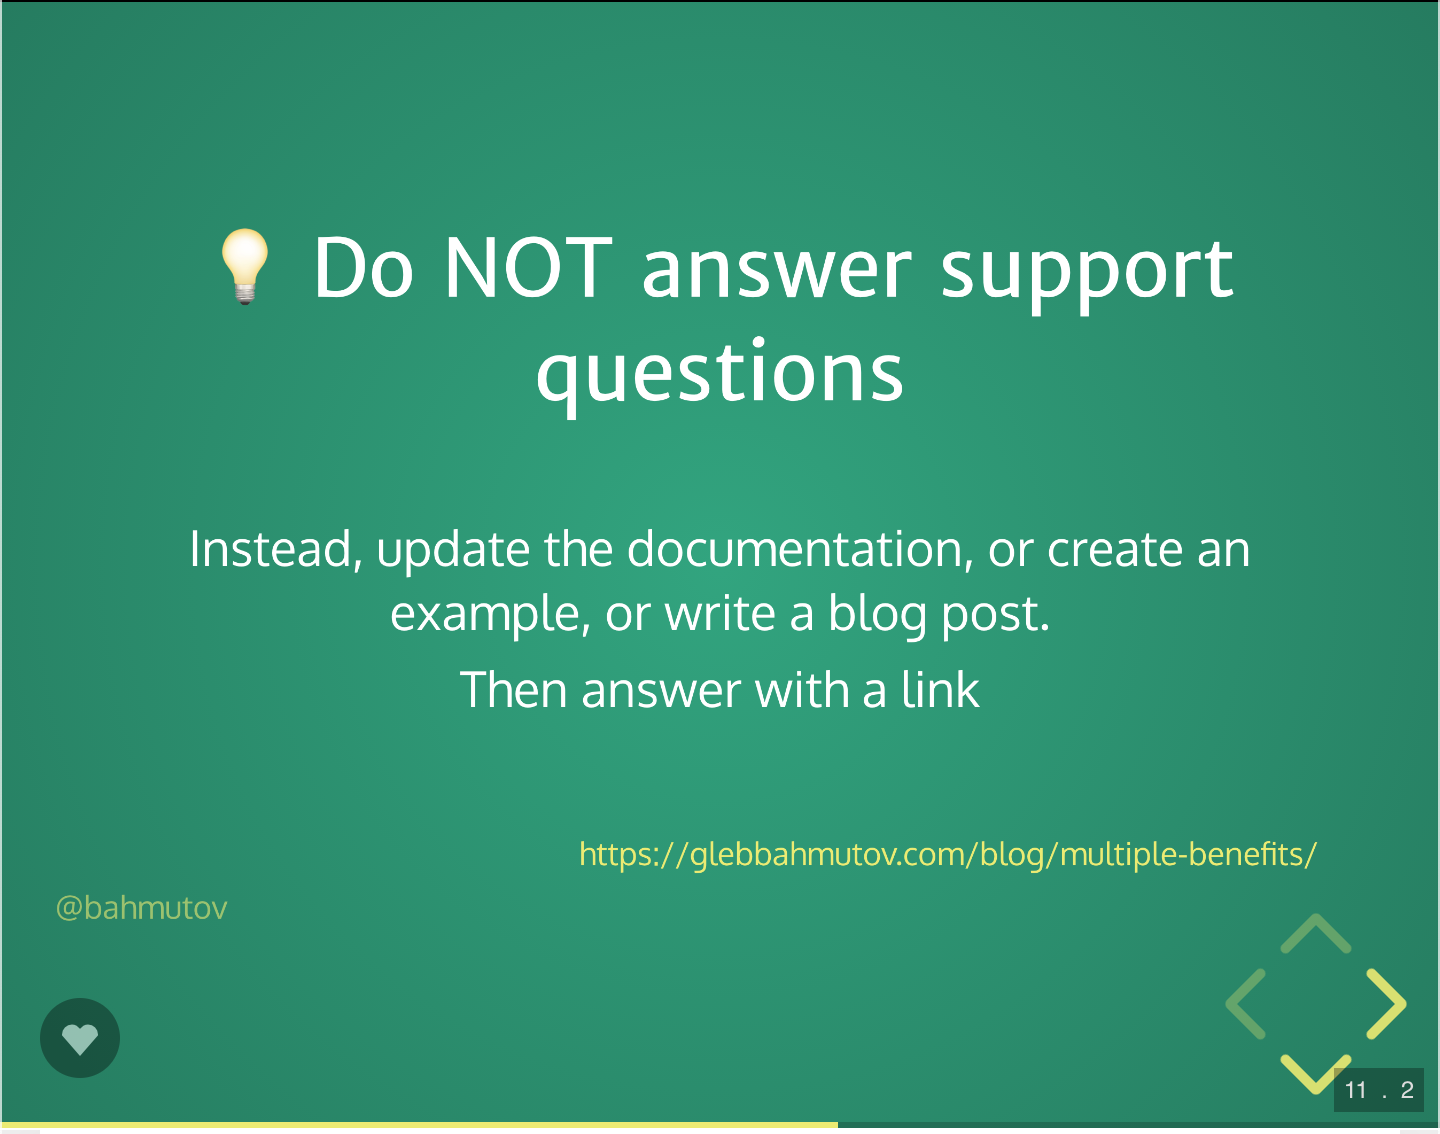 💡 Do NOT answer support
questions
Instead, update the documentation, or create an
example, or write a blog post.
Then answer with a link
https://glebbahmutov.com/blog/multiple-benefits/
@bahmutov
11 . 2